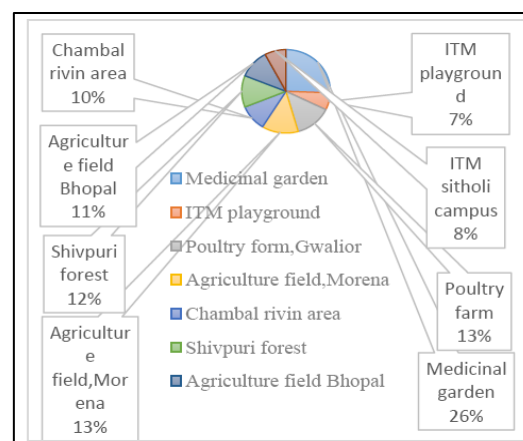 Chambal
rivin area
10%
ITM
playgroun
d
7%
Agricultur
e field
Bhopal
11%
ITM
sitholi
campus
8%
Shivpuri
forest
12%
Poultry
farm
13%
Agricultur
e
field,Mor
ena
13%
Medicinal
garden
26%
Medicinal garden
ITM playground
Poultry form,Gwalior
Agriculture field,Morena
Chambal rivin area
Shivpuri forest
Agriculture field Bhopal